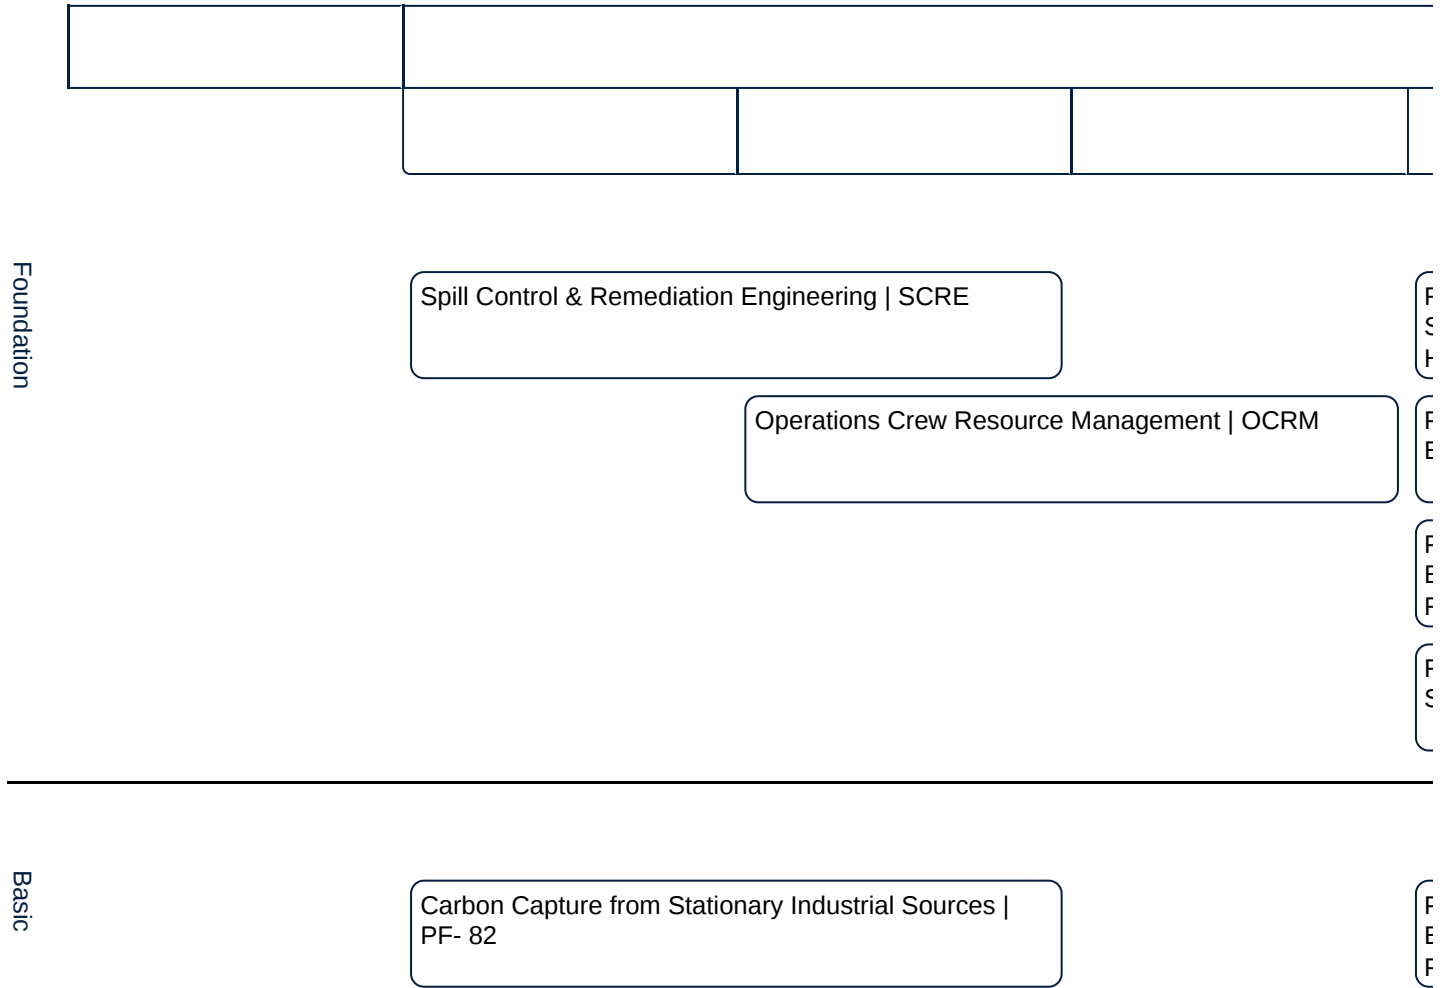 Foundation
Spill Control & Remediation Engineering | SCRE
Operations Crew Resource Management | OCRM
Basic
Carbon Capture from Stationary Industrial Sources |
PF- 82